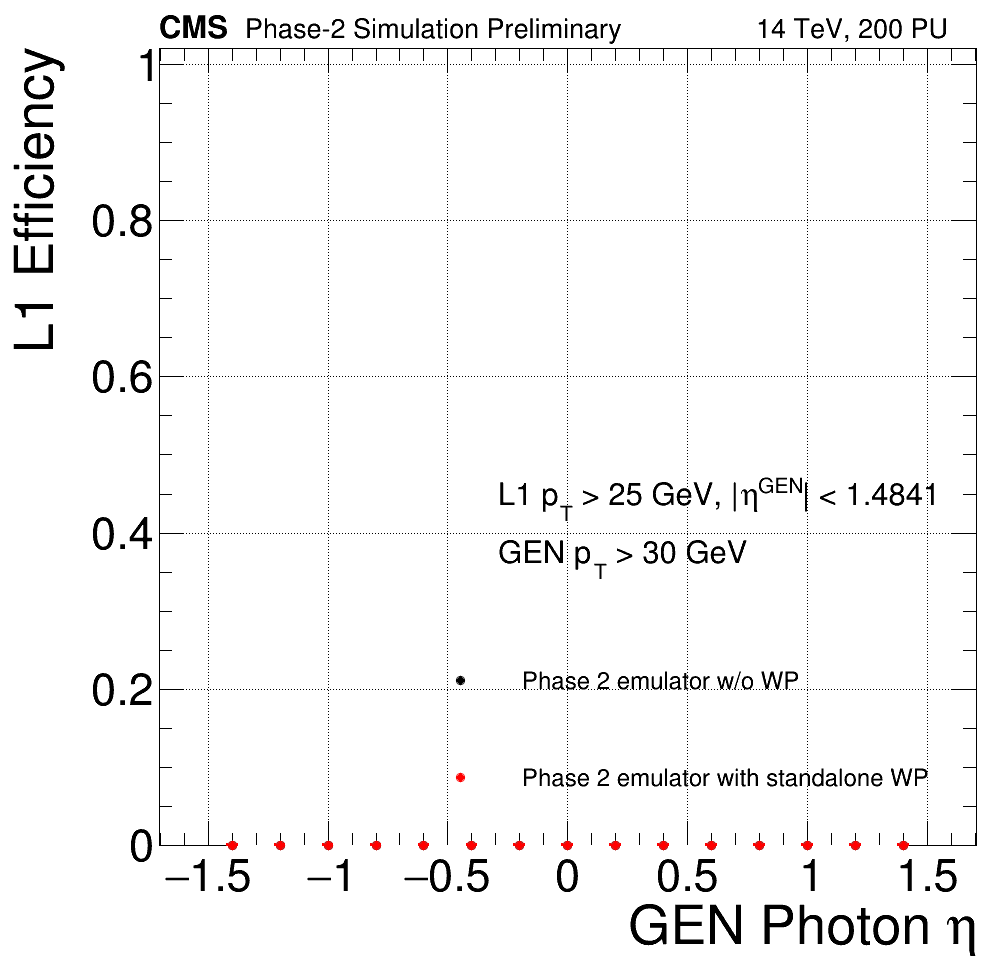 CMS Phase-2 Simulation Preliminary 14 TeV, 200 PU
L1 Efficiency
1
0.8
0.6
0.4
0.2
0
L1 p_T > 25 GeV, |η^GEN| < 1.4841
GEN p_T > 30 GeV
Phase 2 emulator w/o WP
Phase 2 emulator with standalone WP
−1.5 −1 −0.5 0 0.5 1 1.5
GEN Photon η